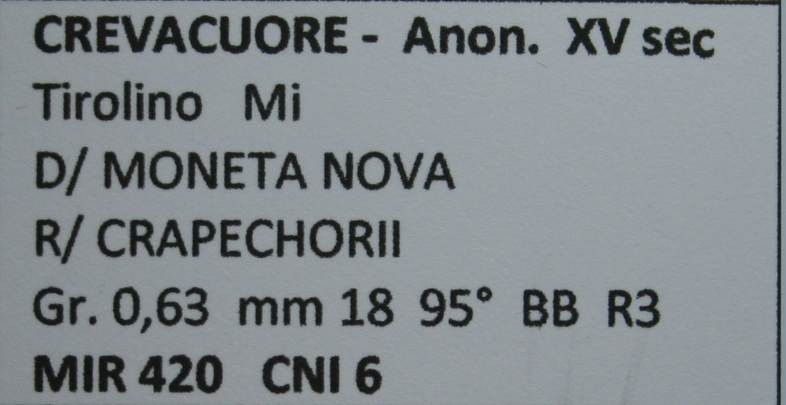 CREVACUORE - Anon. XV sec
Tirolino Mi
D/ MONETA NOVA
R/ CRAPECHORII
Gr. 0,63 mm 18 95° BB R3
MIR 420 CNI 6